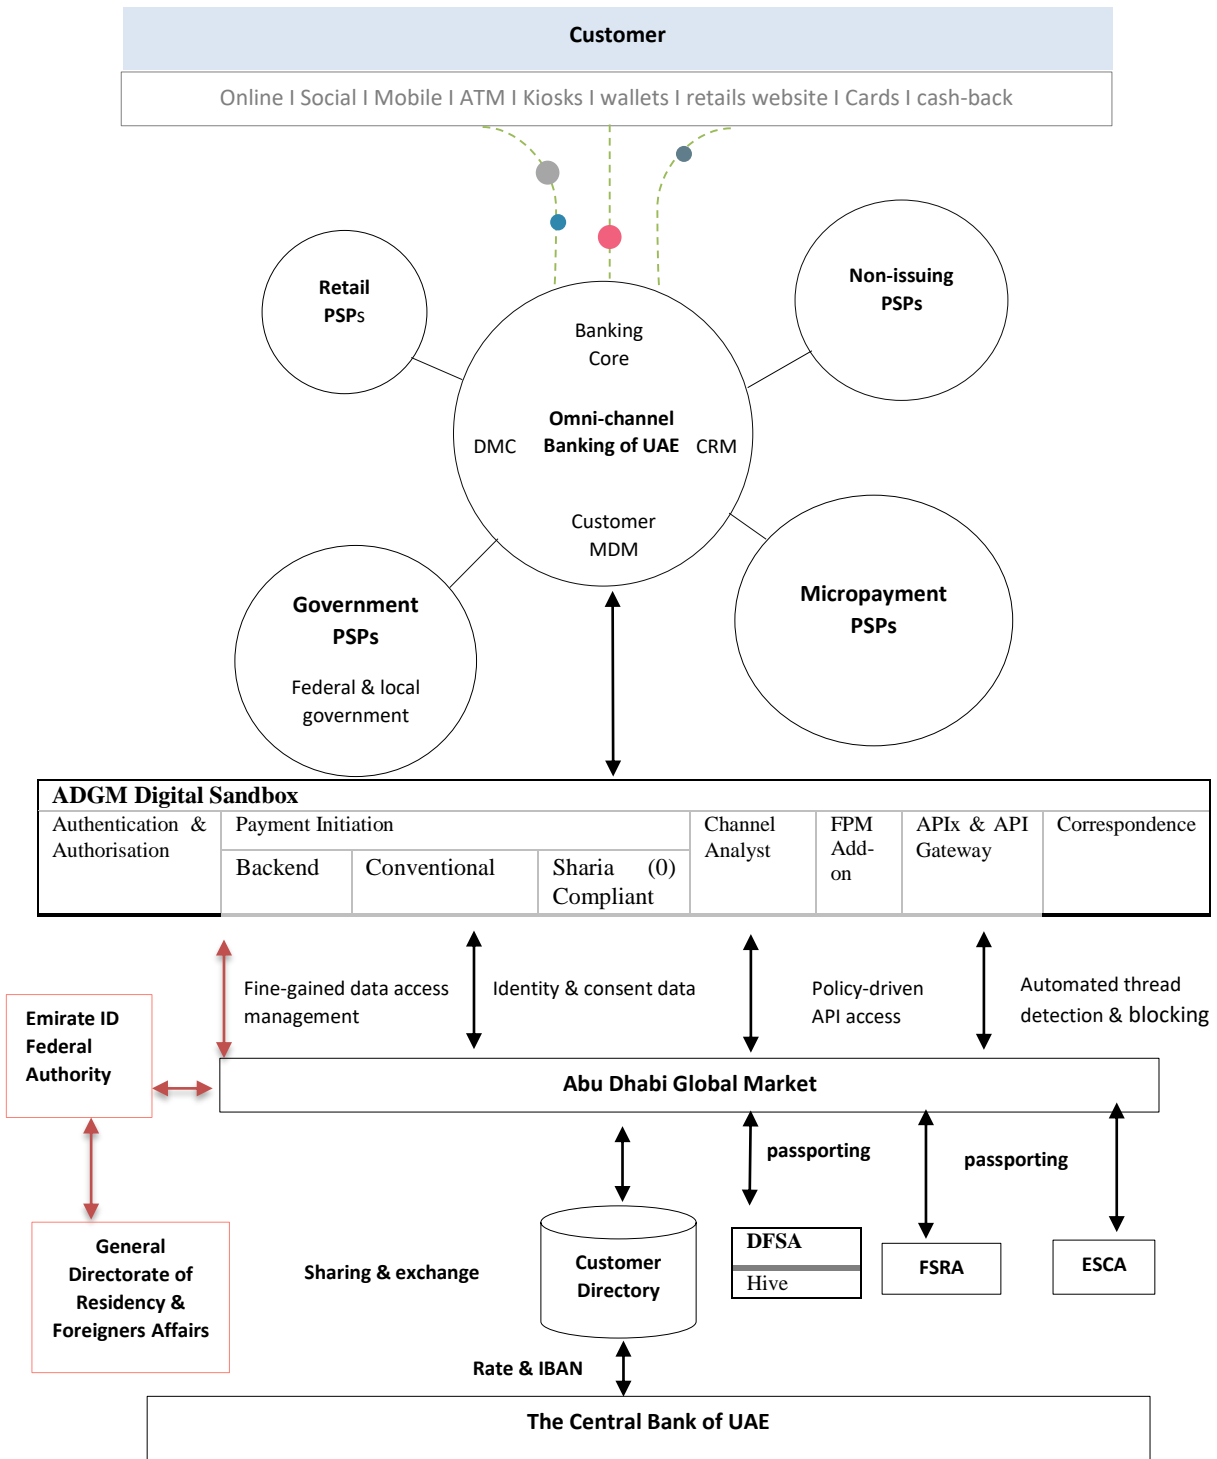 Customer
Online I Social I Mobile I ATM I Kiosks I wallets I retails website I Cards I cash-back
Retail
PSPs
Non-issuing
PSPs
Banking
Core
Omni-channel
Banking of UAE
DMC
CRM
Customer
MDM
Government
PSPs
Federal & local
government
Micropayment
PSPs
ADGM Digital Sandbox
Authentication &
Authorisation
Payment Initiation
Backend
Conventional
Sharia (0)
Compliant
Channel
Analyst
FPM
Add-
on
APIx & API
Gateway
Correspondence
Fine-gained data access
management
Identity & consent data
Policy-driven
API access
Automated thread
detection & blocking
Emirate ID
Federal
Authority
Abu Dhabi Global Market
passporting
passporting
General
Directorate of
Residency &
Foreigners Affairs
Sharing & exchange
Customer
Directory
DFSA
Hive
FSRA
ESCA
Rate & IBAN
The Central Bank of UAE